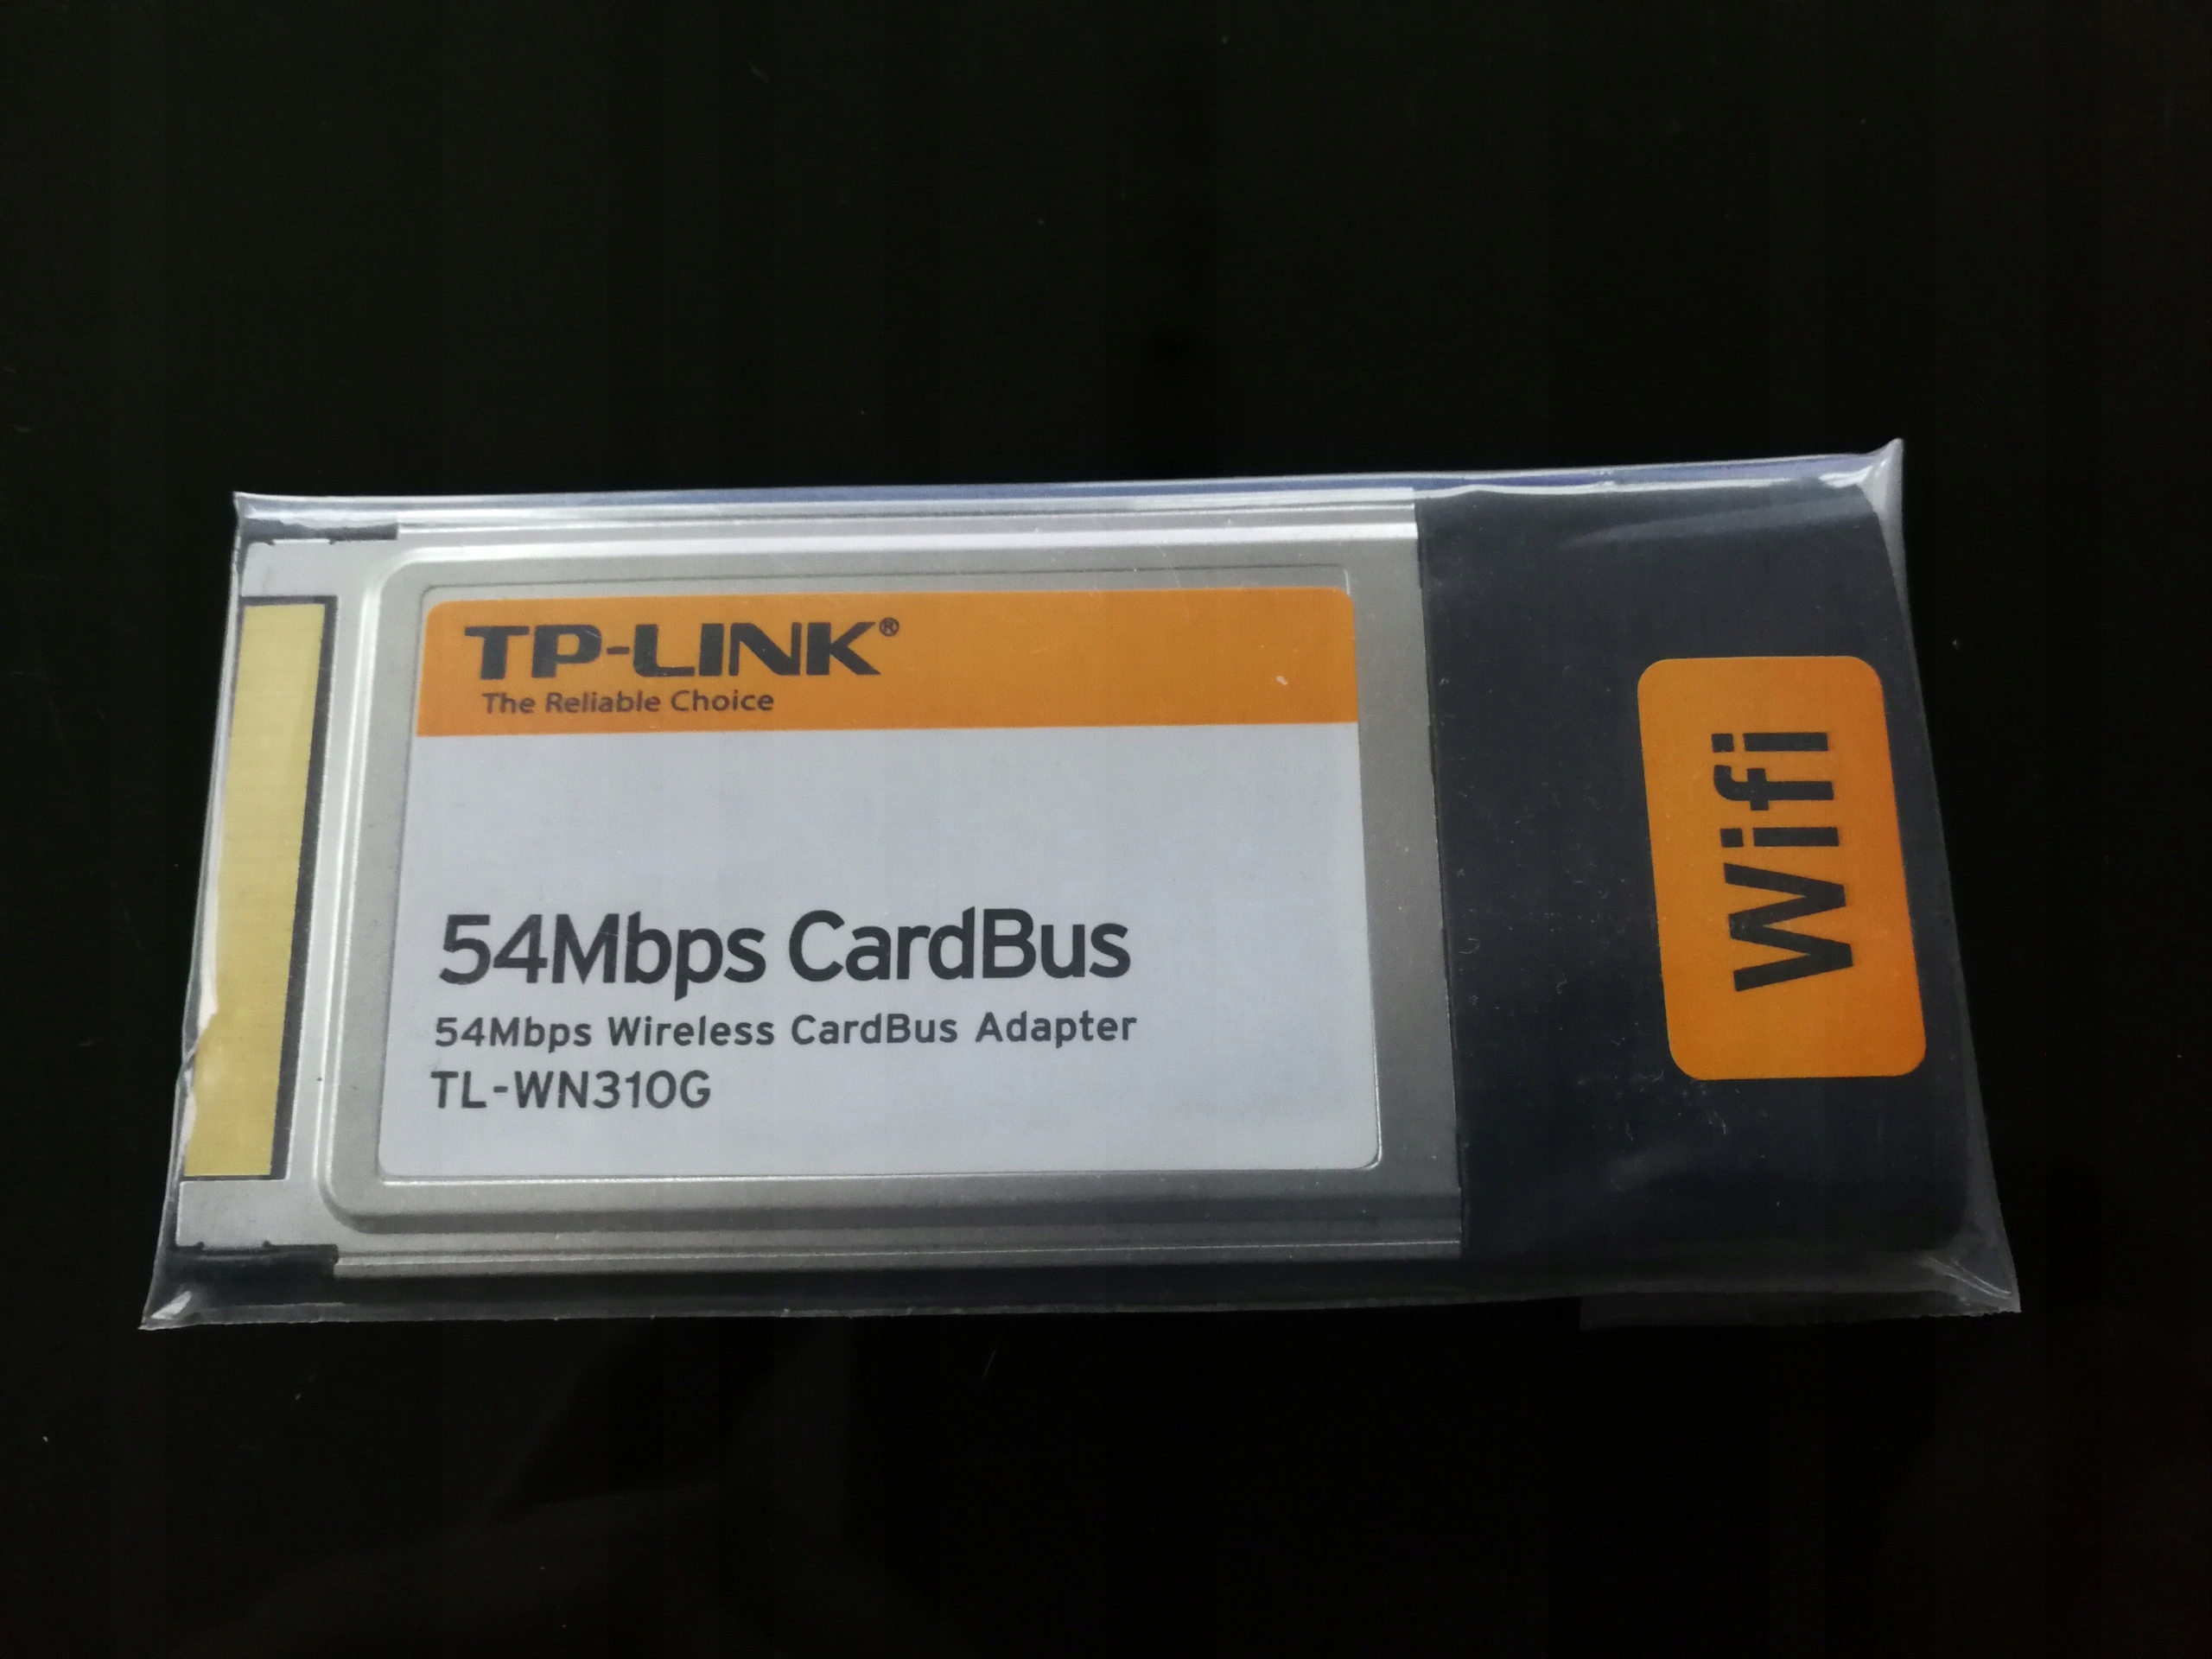 TP-LINK®
The Reliable Choice
54Mbps CardBus
54Mbps Wireless CardBus Adapter
TL-WN310G
Wifi